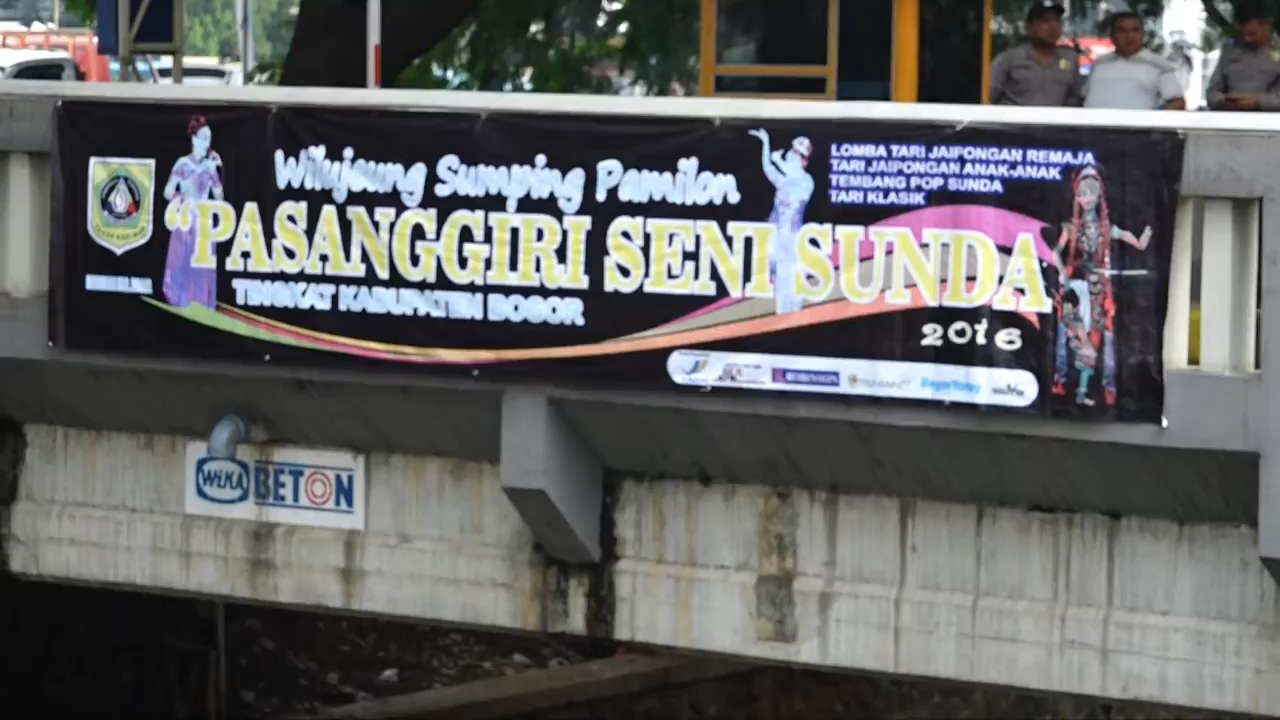 Wilujeung Sumping Pamilon
"PASANGGIRI SENI SUNDA
TINGKAT KABUPATEN BOGOR
2016
LOMBA TARI JAIPONGAN REMAJA
TARI JAIPONGAN ANAK-ANAK
TEMBANG POP SUNDA
TARI KLASIK
ROBINSON
WIKA BETON